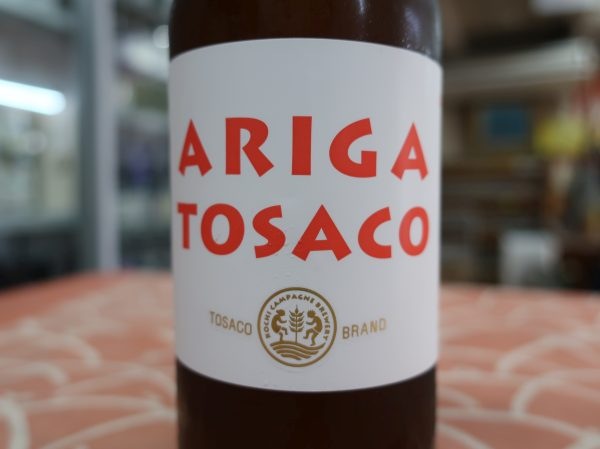 ARIGA
TOSACO
TOSACO BRAND
KOCHI CAMPAGNE BREWERY